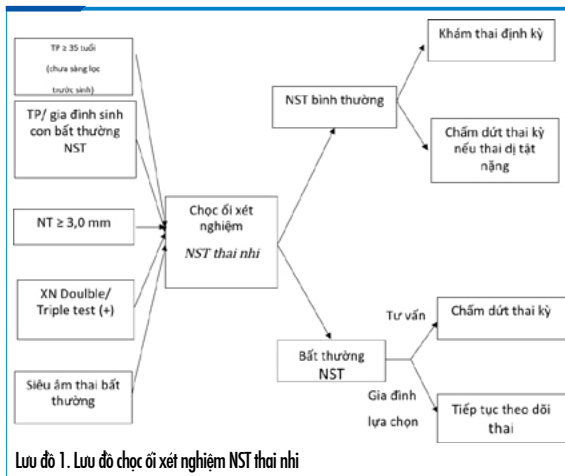 TP ≥ 35 tuổi
(chưa sàng lọc
trước sinh)
TP/ gia đình sinh
con bất thường
NST
NT ≥ 3,0 mm
XN Doulble/
Triple test (+)
Siêu âm thai bất
thường
Chọc ối xét
nghiệm
NST thai nhi
NST bình thường
Khám thai định kỳ
Chấm dứt thai kỳ
nếu thai dị tật
nặng
Bất thường
NST
Tư vấn
Chấm dứt thai kỳ
Gia đình
lựa chọn
Tiếp tục theo dõi
thai
Lưu đồ 1. Lưu đồ chọc ối xét nghiệm NST thai nhi